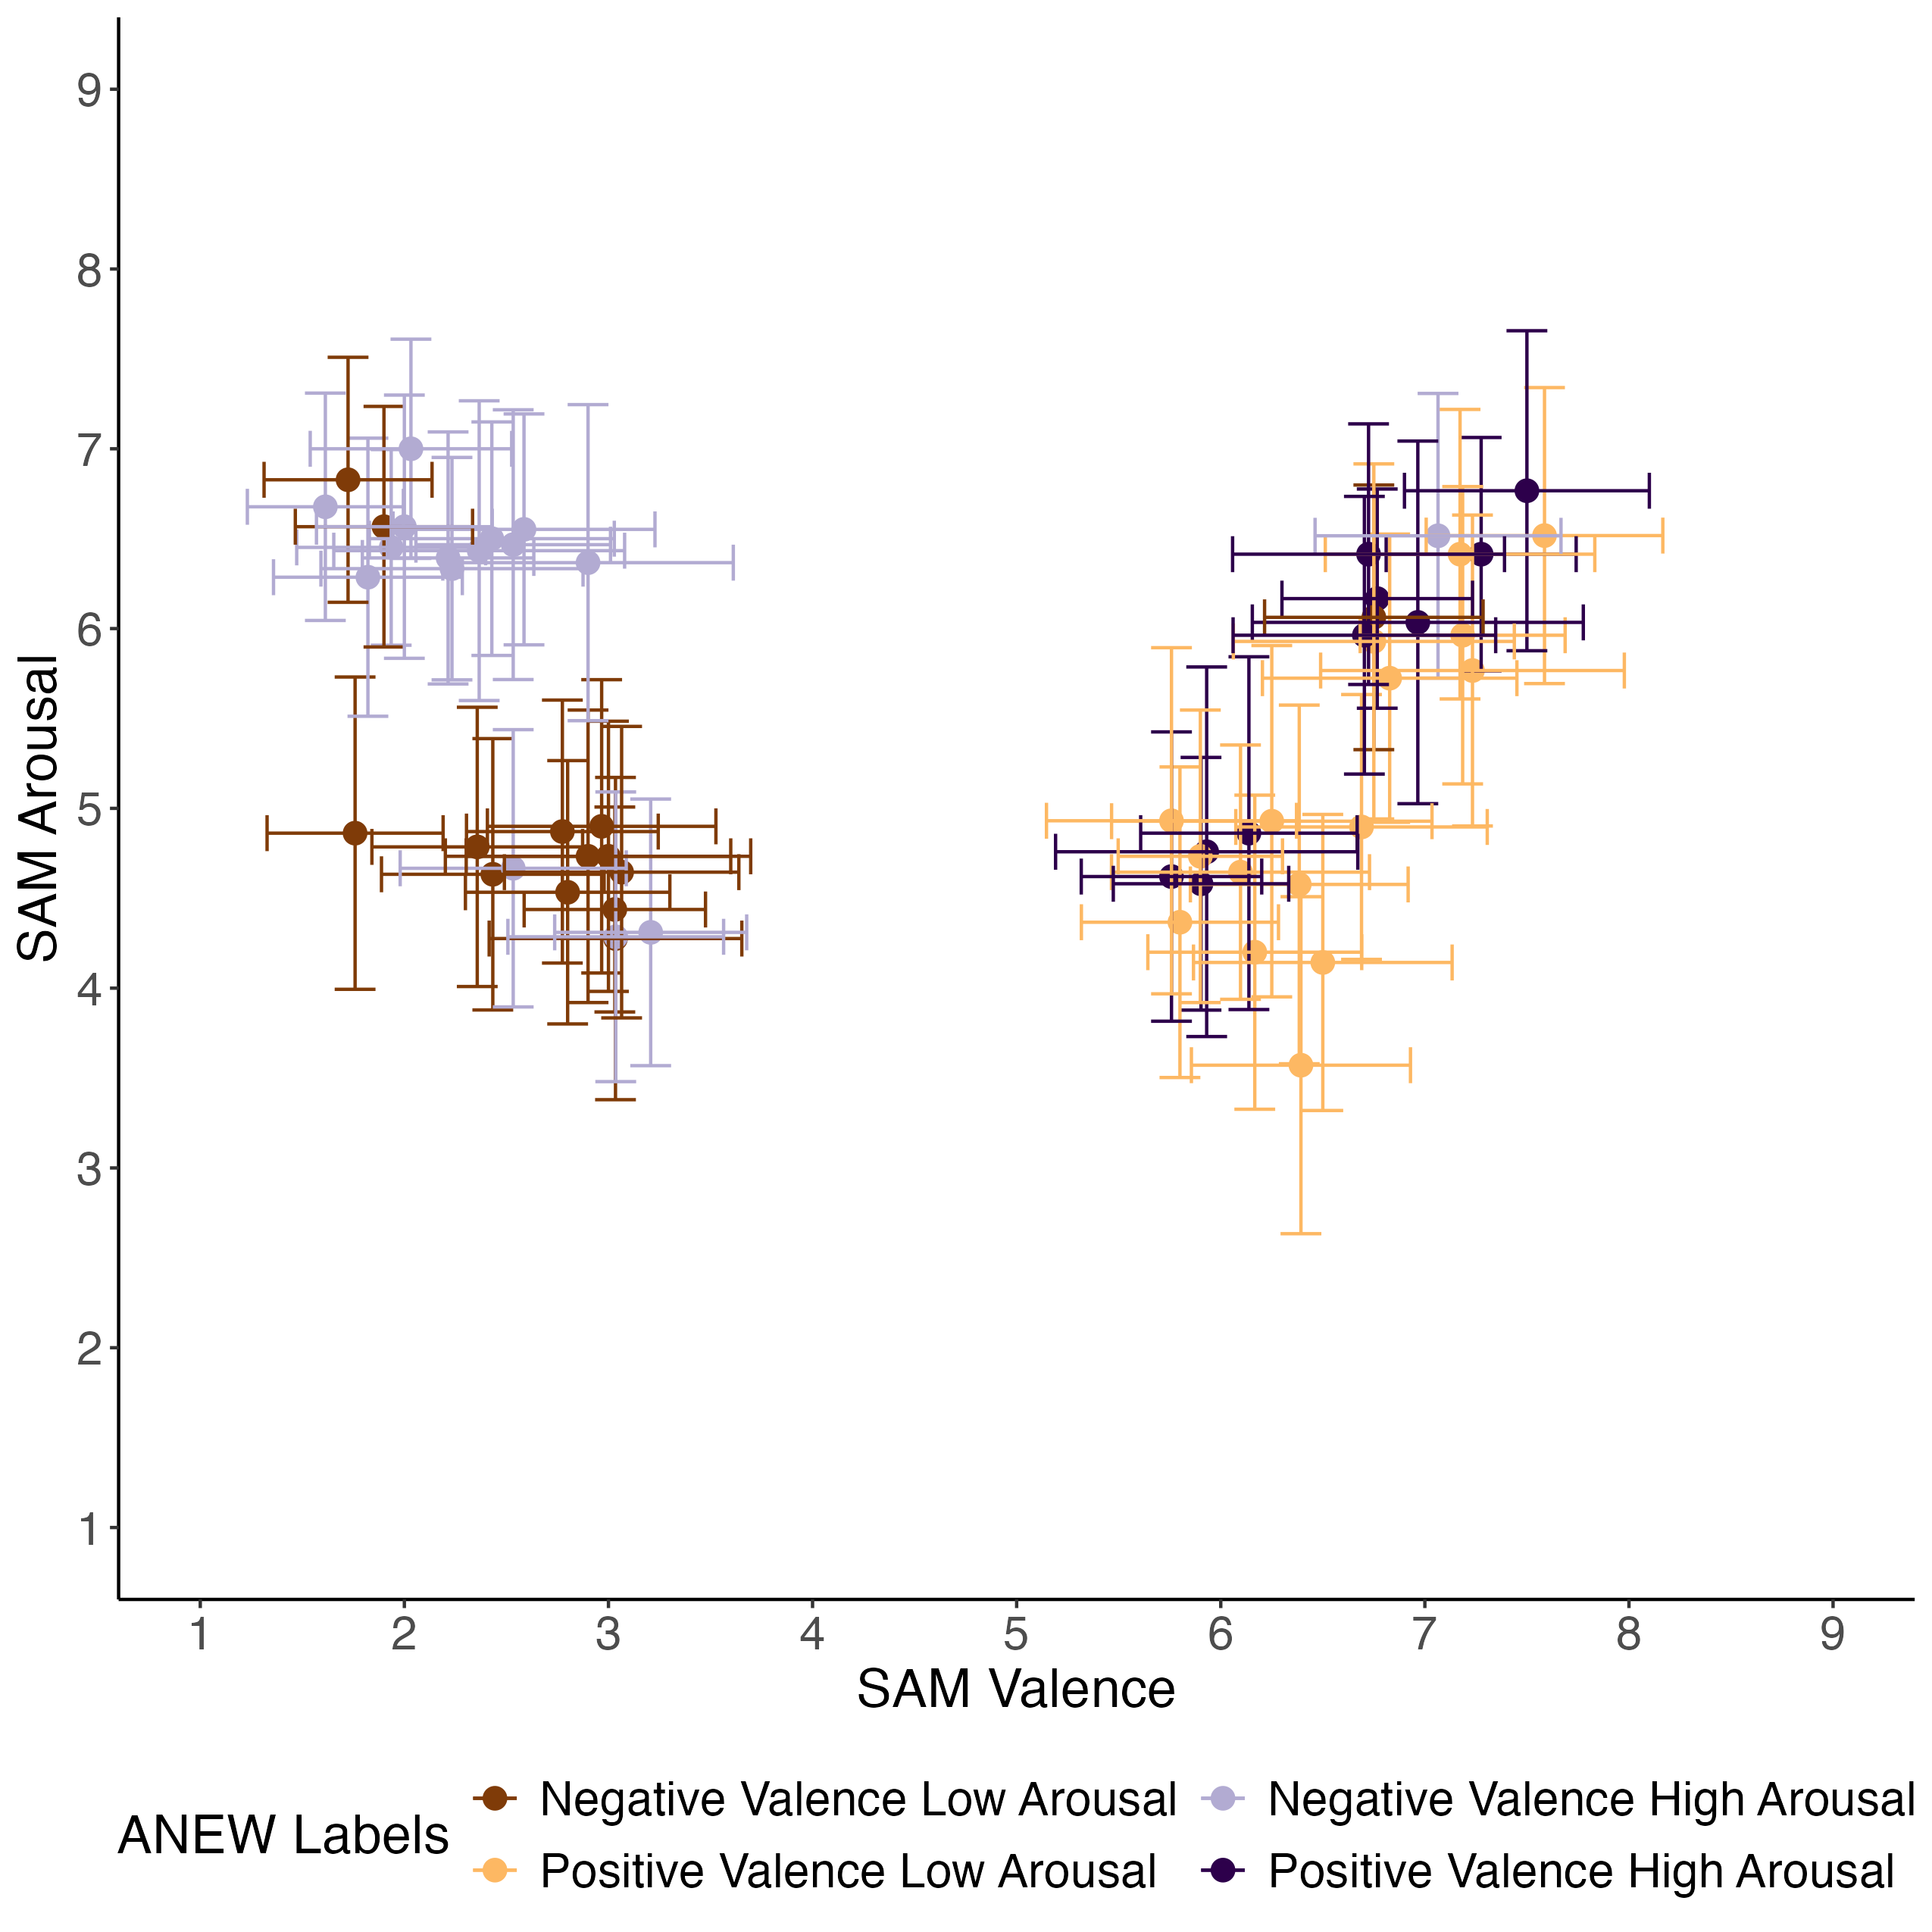 9
8
7
6
5
4
3
2
1
SAM Arousal
1 2 3 4 5 6 7 8 9
SAM Valence
ANEW Labels
Negative Valence Low Arousal
Negative Valence High Arousal
Positive Valence Low Arousal
Positive Valence High Arousal